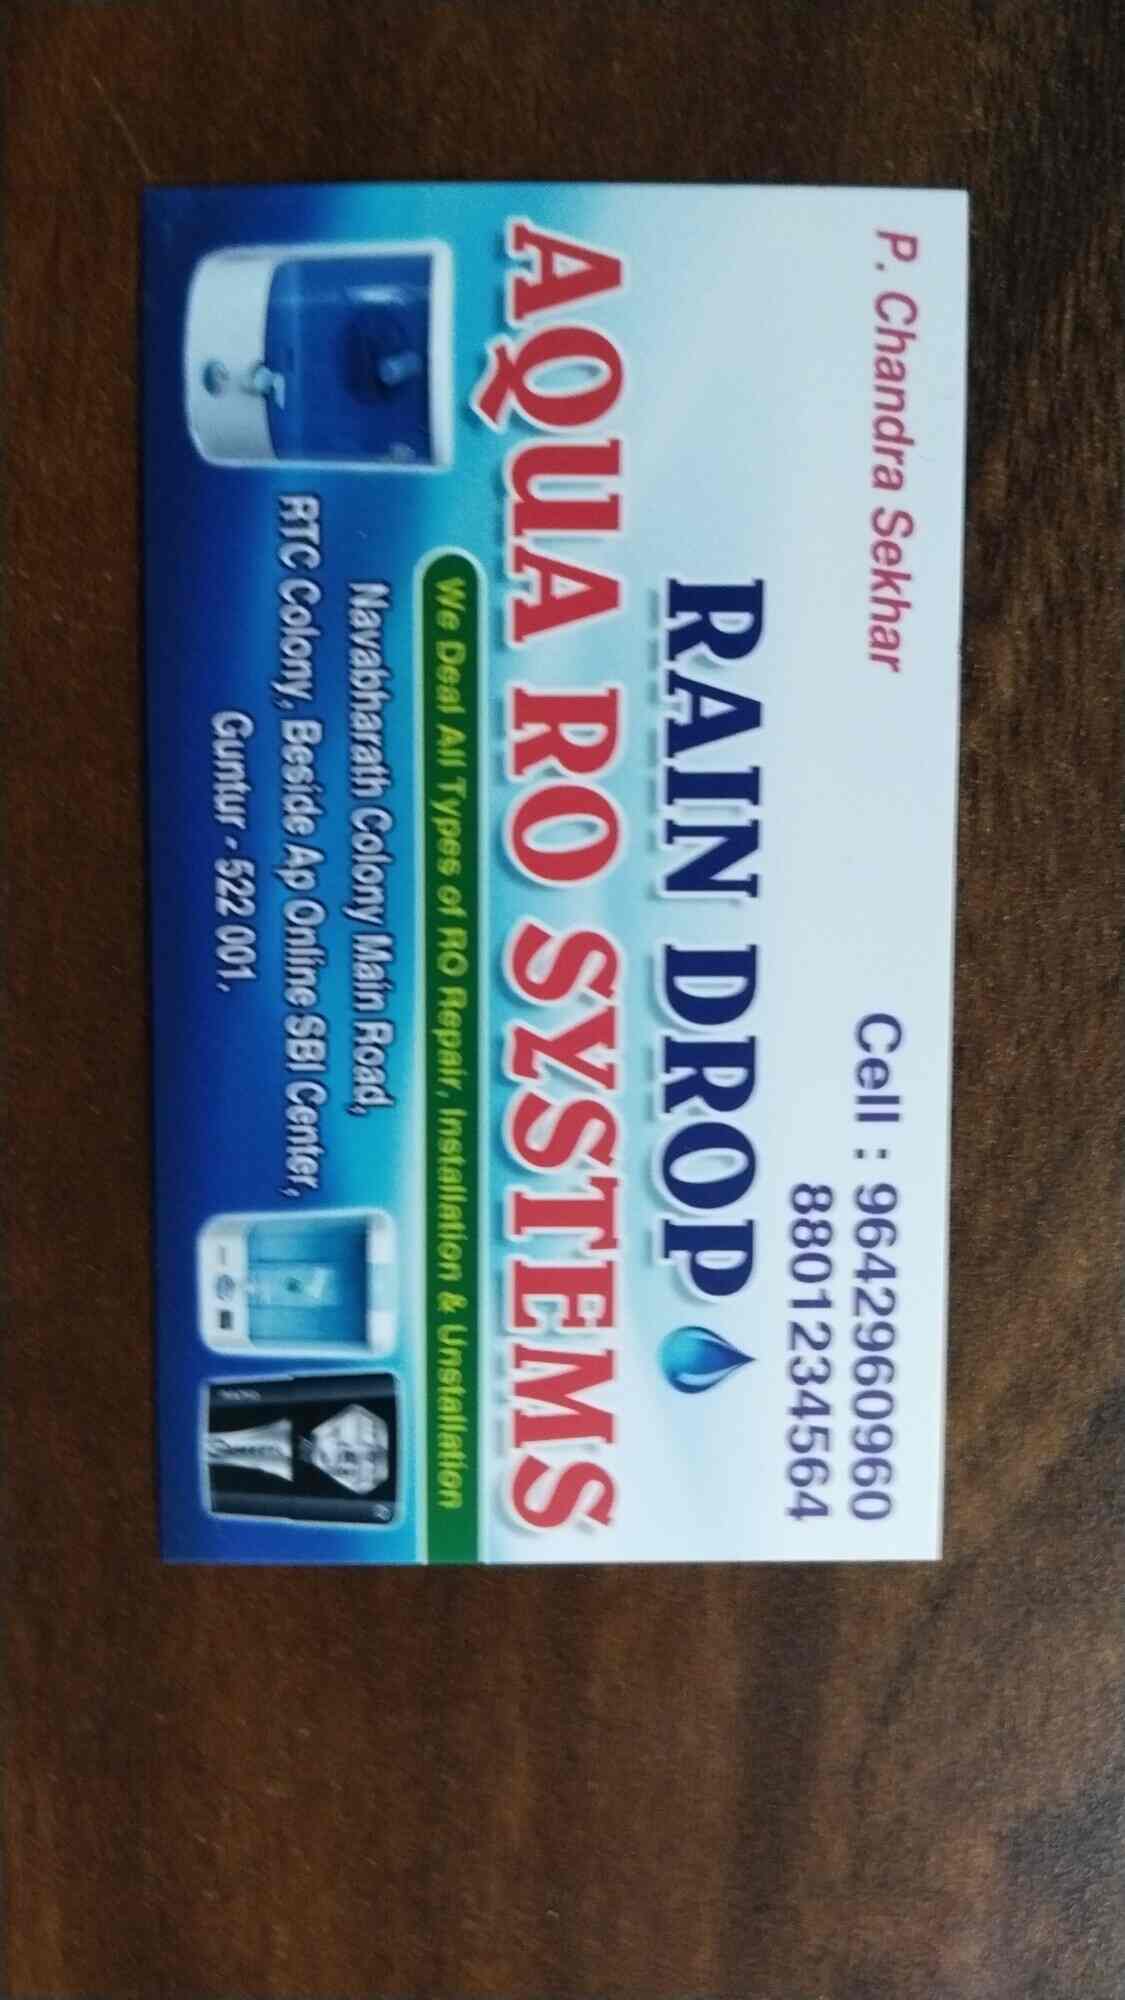 P. Chandra Sekhar
Cell : 9642960960
8801234564
RAIN DROP
AQUA RO SYSTEMS
We Deal All Types of RO Repair, Installation & Unstallation
Navabharath Colony Main Road,
RTC Colony, Beside Ap Online SBI Center,
Guntur - 522 001.